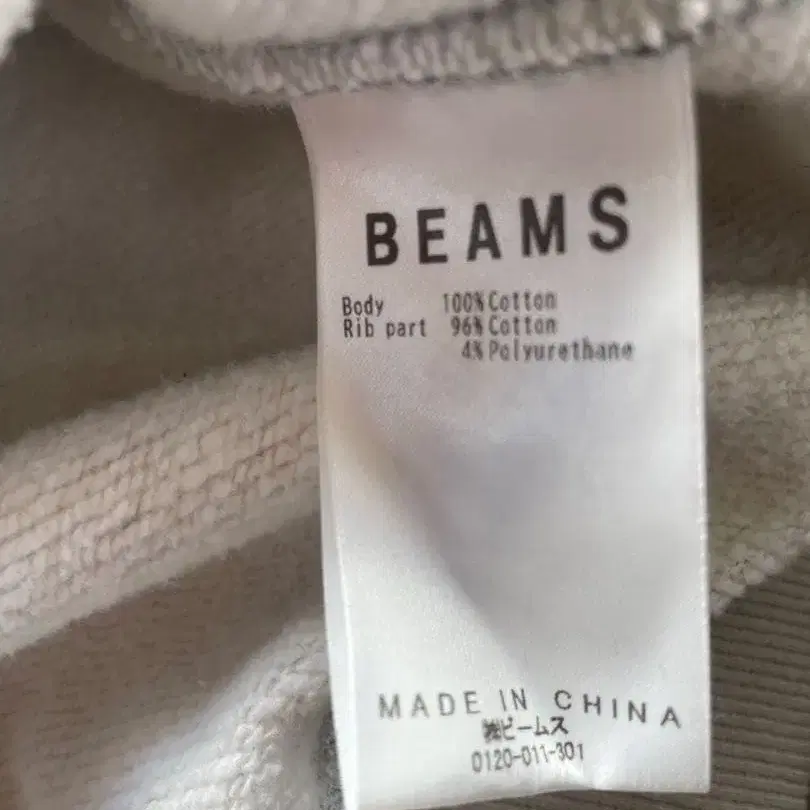 BEAMS
Body 100%Cotton
Rib part 96%Cotton
4%Polyurethane
MADE IN CHINA
㈱ビームス
0120-011-301